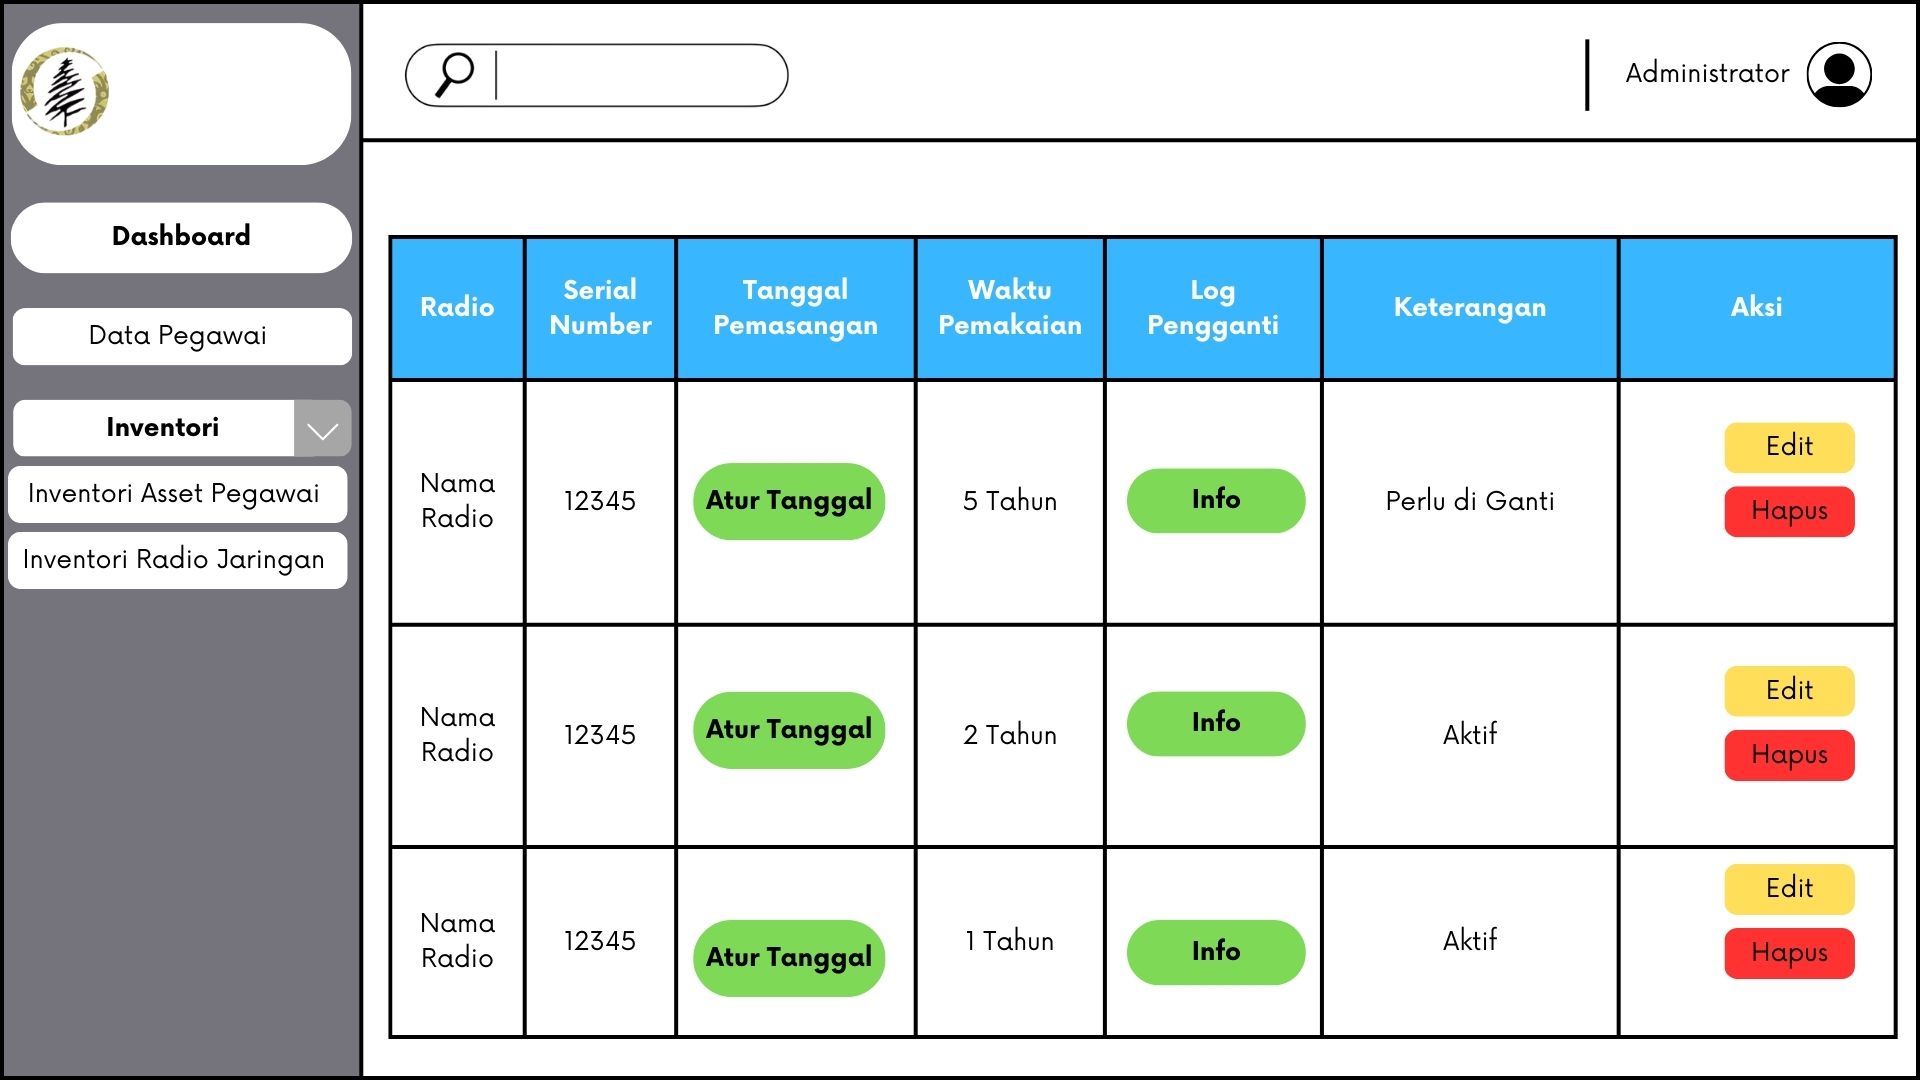 Administrator
Dashboard
Data Pegawai
Inventori
Inventori Asset Pegawai
Inventori Radio Jaringan
Radio
Serial
Number
Tanggal
Pemasangan
Waktu
Pemakaian
Log
Pengganti
Keterangan
Aksi
Nama
Radio
12345
Atur Tanggal
5 Tahun
Info
Perlu di Ganti
Edit
Hapus
Nama
Radio
12345
Atur Tanggal
2 Tahun
Info
Aktif
Edit
Hapus
Nama
Radio
12345
Atur Tanggal
1 Tahun
Info
Aktif
Edit
Hapus